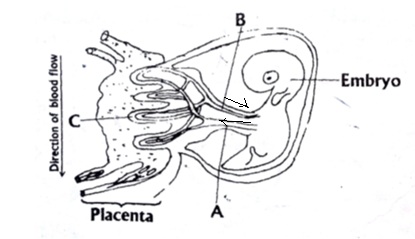 B
Embryo
Direction of blood flow
C
Placenta
A